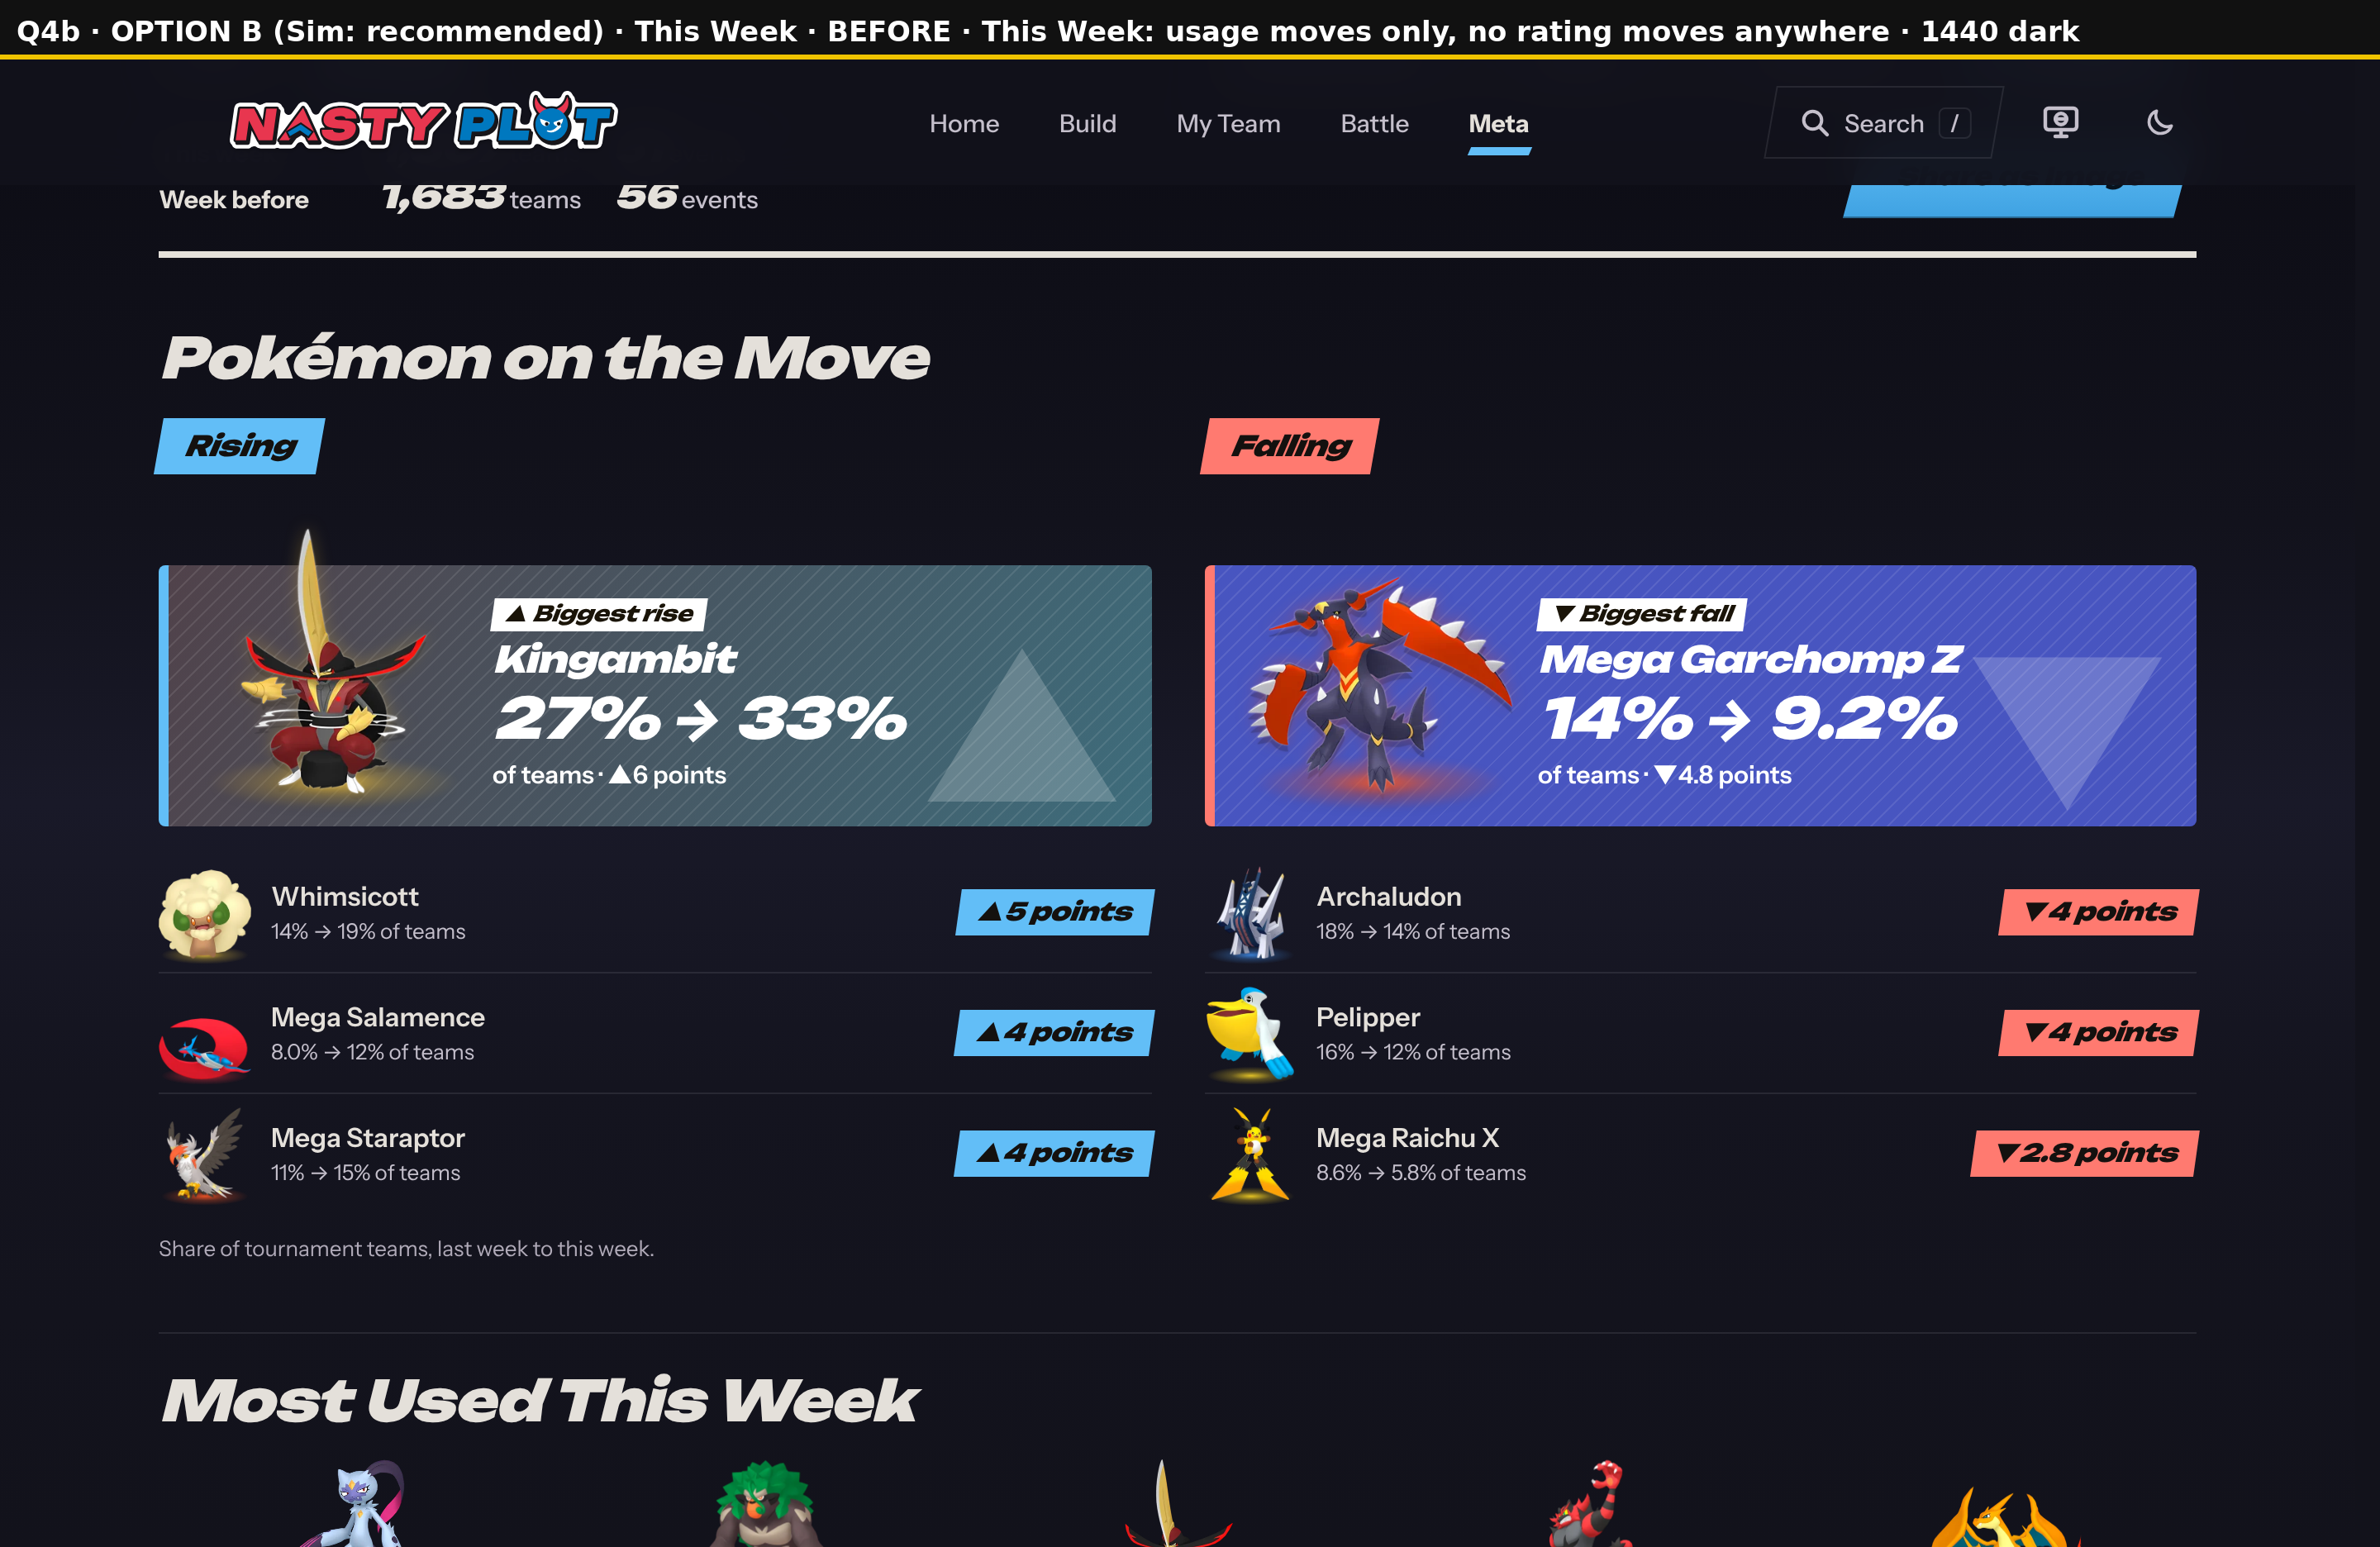 Q4b · OPTION B (Sim: recommended) · This Week · BEFORE · This Week: usage moves only, no rating moves anywhere · 1440 dark
NASTY PLOT
Home
Build
My Team
Battle
Meta
Search /
Week before 1,683 teams 56 events
Pokémon on the Move
Rising
▲ Biggest rise
Kingambit
27% → 33%
of teams · ▲6 points
Whimsicott
14% → 19% of teams
▲5 points
Mega Salamence
8.0% → 12% of teams
▲4 points
Mega Staraptor
11% → 15% of teams
▲4 points
Falling
▼ Biggest fall
Mega Garchomp Z
14% → 9.2%
of teams · ▼4.8 points
Archaludon
18% → 14% of teams
▼4 points
Pelipper
16% → 12% of teams
▼4 points
Mega Raichu X
8.6% → 5.8% of teams
▼2.8 points
Share of tournament teams, last week to this week.
Most Used This Week